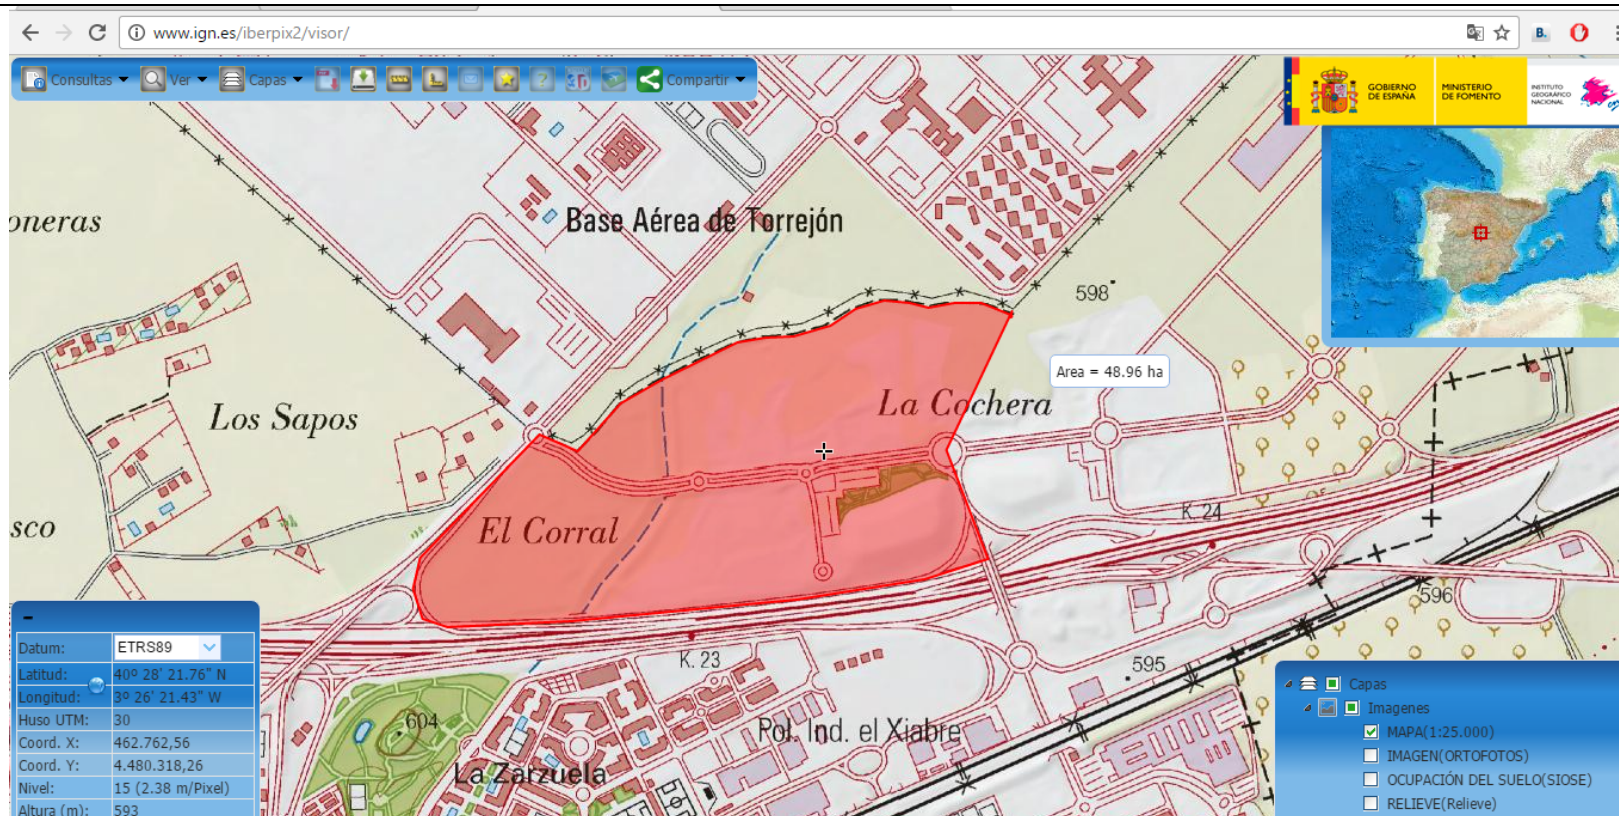 www.ign.es/iberpix2/visor/
B.
Consultas
Ver
Capas
Compartir
GOBIERNO
DE ESPAÑA
MINISTERIO
DE FOMENTO
INSTITUTO
GEOGRÁFICO
NACIONAL
oneras
Base Aérea de Torrejón
598
Area = 48.96 ha
La Cochera
Los Sapos
sco
El Corral
K. 24
596
K. 23
595
604
Pol. Ind. el Xiabre
La Zarzuela
Datum: ETRS89
Latitud: 40º 28' 21.76" N
Longitud: 3º 26' 21.43" W
Huso UTM: 30
Coord. X: 462.762,56
Coord. Y: 4.480.318,26
Nivel: 15 (2.38 m/Pixel)
Altura (m): 593
Capas
Imagenes
MAPA(1:25.000)
IMAGEN(ORTOFOTOS)
OCUPACIÓN DEL SUELO(SIOSE)
RELIEVE(Relieve)